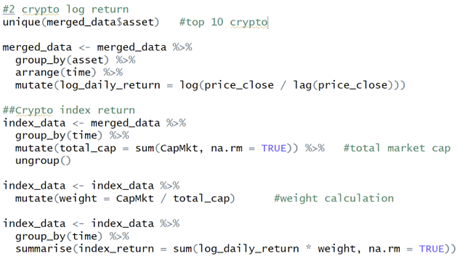 #2 crypto log return
unique(merged_data$asset)   #top 10 crypto
merged_data <- merged_data %>%
  group_by(asset) %>%
  arrange(time) %>%
  mutate(log_daily_return = log(price_close / lag(price_close)))
##Crypto index return
index_data <- merged_data %>%
  group_by(time) %>%
  mutate(total_cap = sum(CapMkt, na.rm = TRUE)) %>%   #total market cap
  ungroup()
index_data <- index_data %>%
  mutate(weight = CapMkt / total_cap)      #weight calculation
index_data <- index_data %>%
  group_by(time) %>%
  summarise(index_return = sum(log_daily_return * weight, na.rm = TRUE))